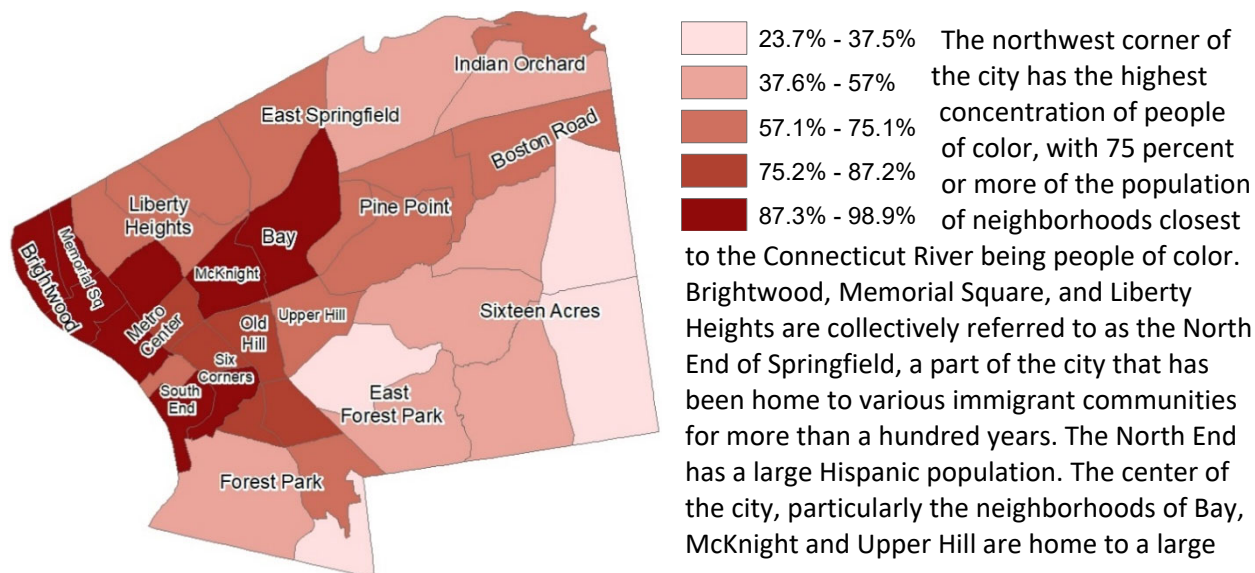 Indian Orchard
East Springfield
Boston Road
Liberty
Heights
Pine Point
Bay
Memorial Sq
Brightwood
McKnight
Metro
Center
Old
Hill
Upper Hill
Sixteen Acres
Six
Corners
South
End
East
Forest Park
Forest Park
23.7% - 37.5%
37.6% - 57%
57.1% - 75.1%
75.2% - 87.2%
87.3% - 98.9%
The northwest corner of
the city has the highest
concentration of people
of color, with 75 percent
or more of the population
of neighborhoods closest
to the Connecticut River being people of color.
Brightwood, Memorial Square, and Liberty
Heights are collectively referred to as the North
End of Springfield, a part of the city that has
been home to various immigrant communities
for more than a hundred years. The North End
has a large Hispanic population. The center of
the city, particularly the neighborhoods of Bay,
McKnight and Upper Hill are home to a large